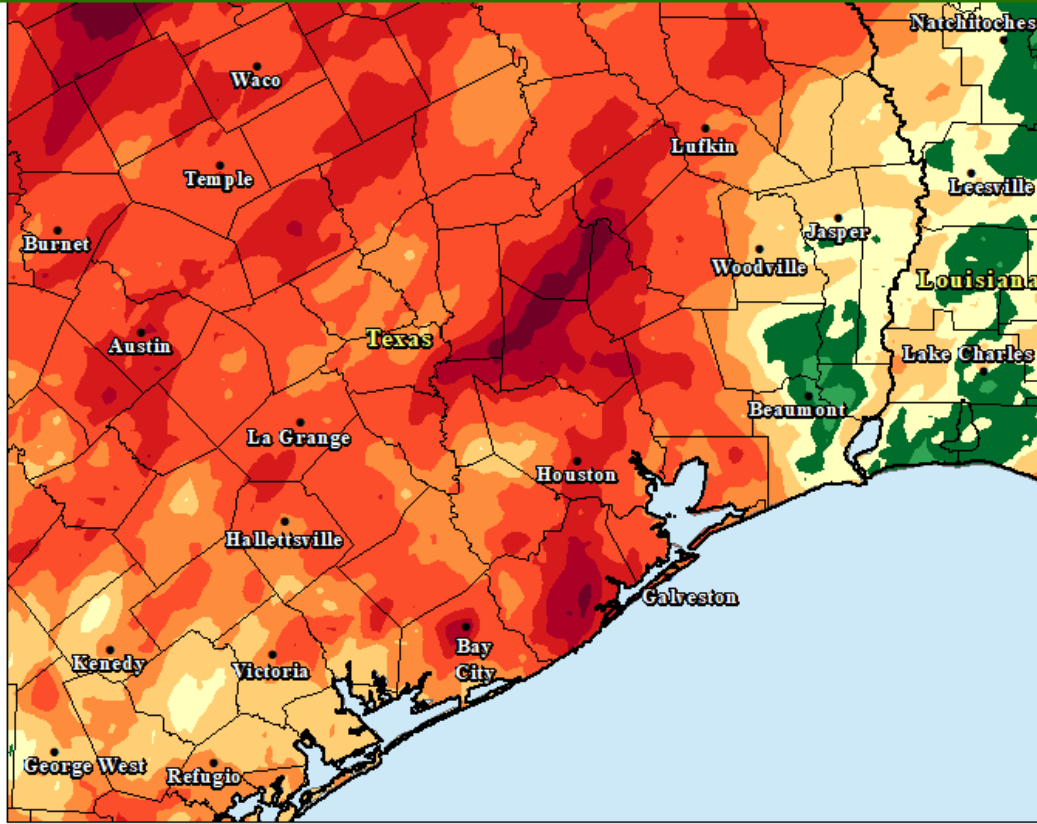 Natchitoches
Waco
Lufkin
Temple
Leesville
Burnet
Jasper
Woodville
Louisiana
Texas
Austin
Lake Charles
Beaumont
La Grange
Houston
Hallettsville
Galveston
Bay
City
Kenedy
Victoria
George West
Refugio